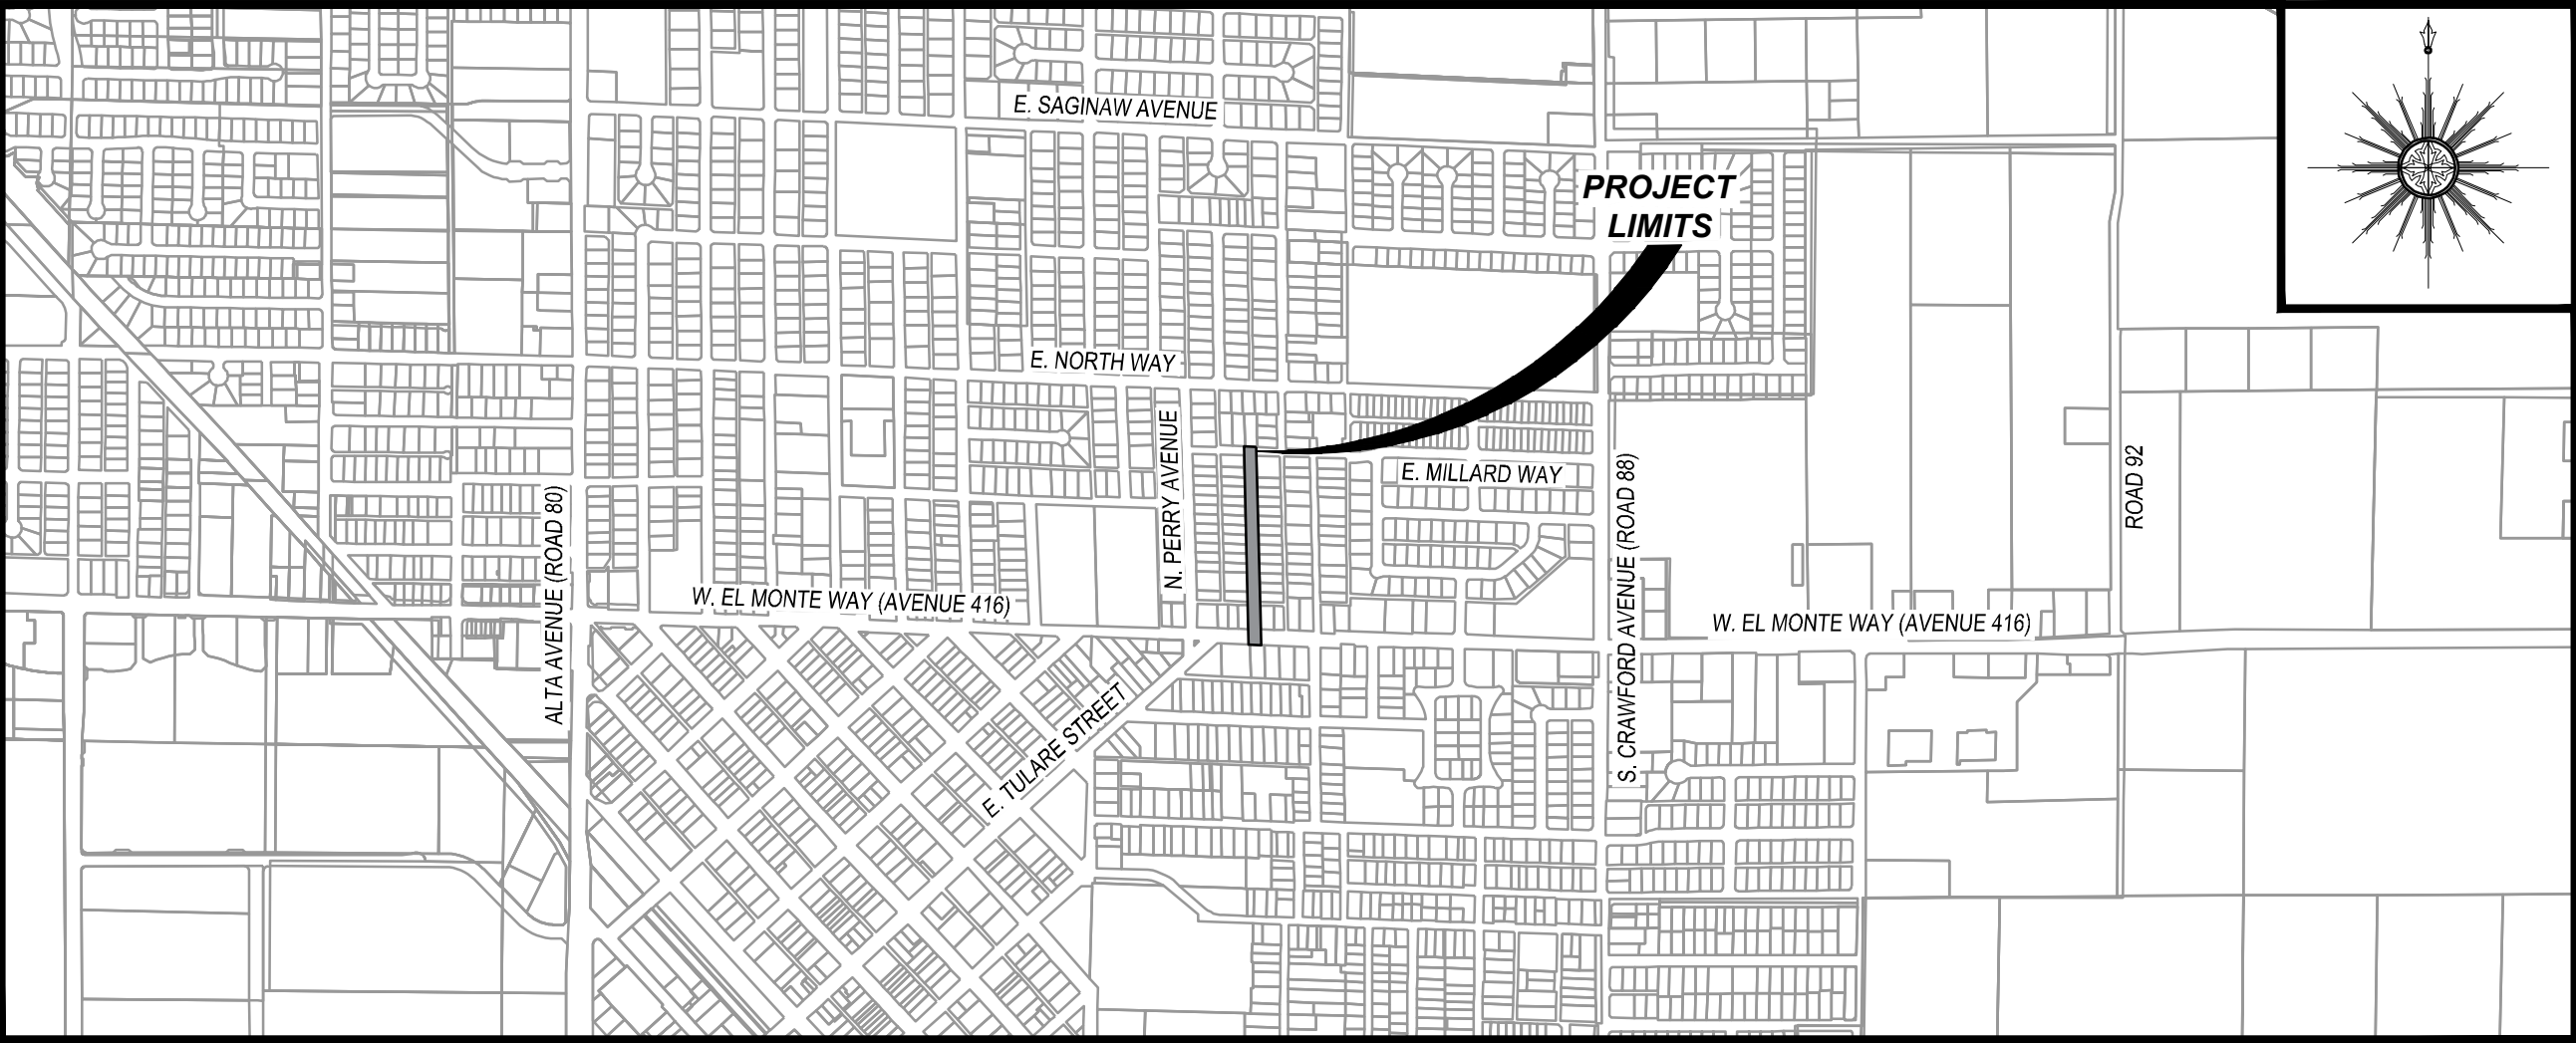 E. SAGINAW AVENUE
PROJECT
LIMITS
E. NORTH WAY
N. PERRY AVENUE
E. MILLARD WAY
ALTA AVENUE (ROAD 80)
S. CRAWFORD AVENUE (ROAD 88)
ROAD 92
W. EL MONTE WAY (AVENUE 416)
W. EL MONTE WAY (AVENUE 416)
E. TULARE STREET